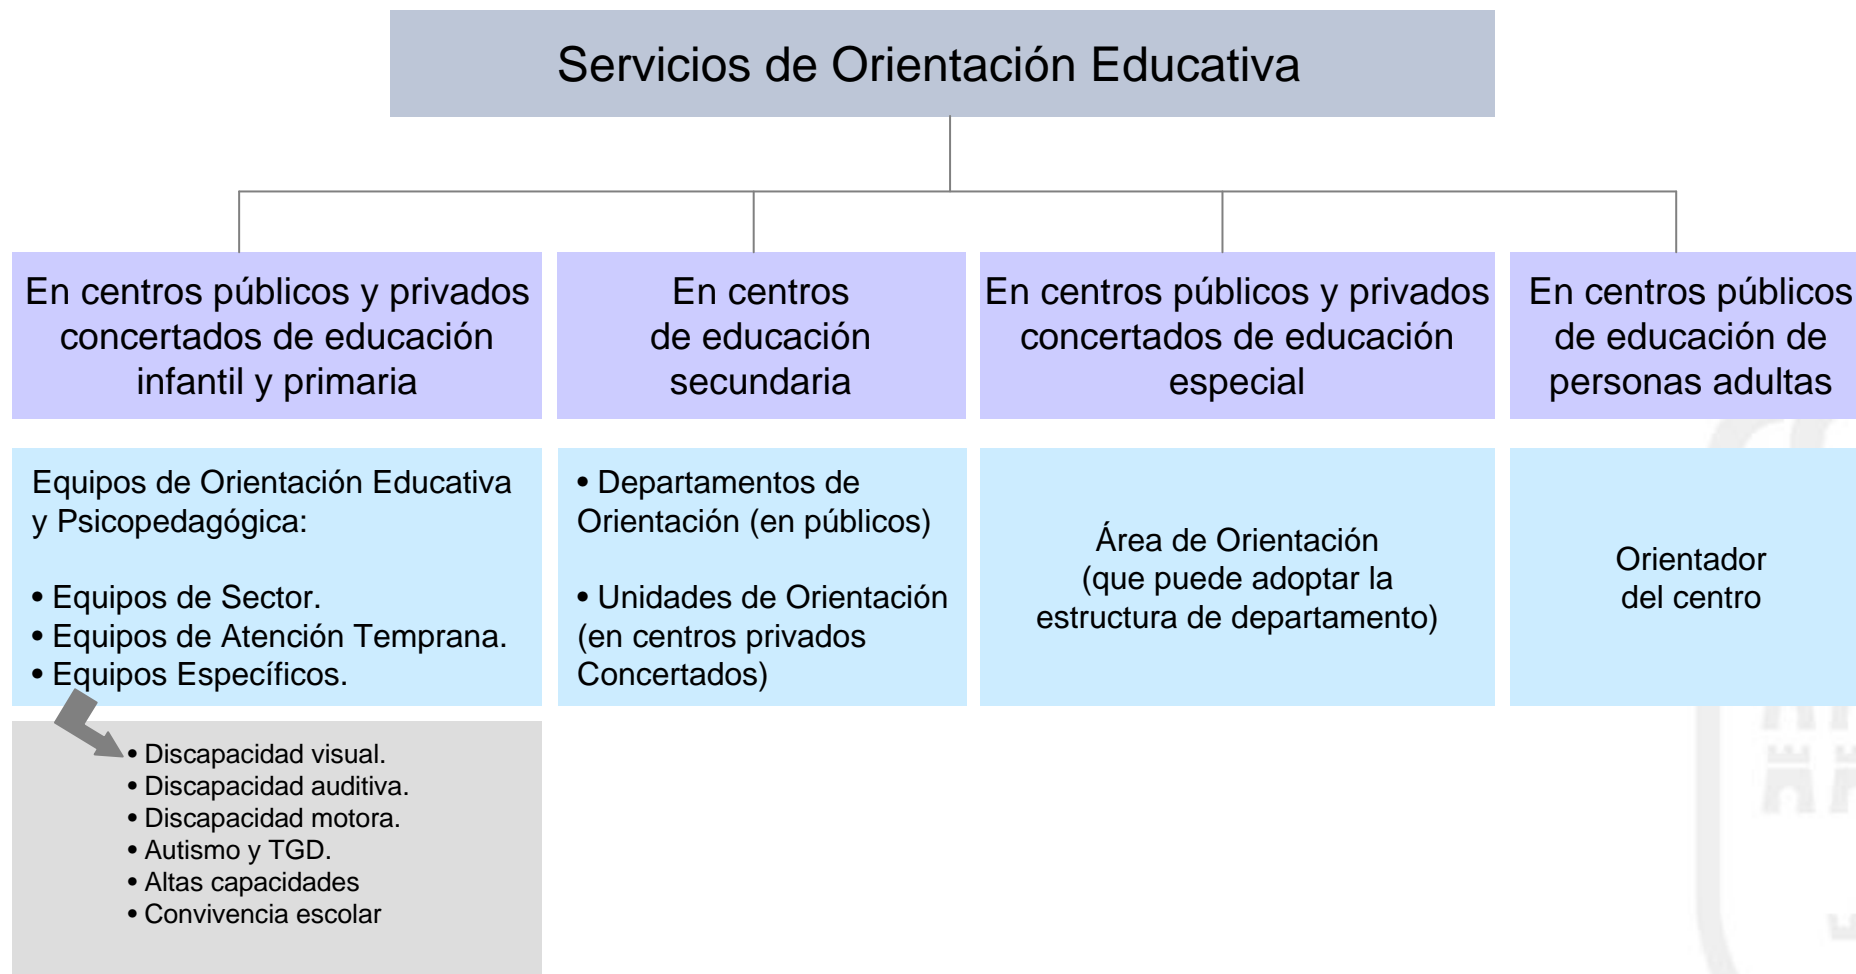 Servicios de Orientación Educativa
En centros públicos y privados
concertados de educación
infantil y primaria
En centros
de educación
secundaria
En centros públicos y privados
concertados de educación
especial
En centros públicos
de educación de
personas adultas
Equipos de Orientación Educativa
y Psicopedagógica:
• Equipos de Sector.
• Equipos de Atención Temprana.
• Equipos Específicos.
• Departamentos de
Orientación (en públicos)
• Unidades de Orientación
(en centros privados
Concertados)
Área de Orientación
(que puede adoptar la
estructura de departamento)
Orientador
del centro
• Discapacidad visual.
• Discapacidad auditiva.
• Discapacidad motora.
• Autismo y TGD.
• Altas capacidades
• Convivencia escolar